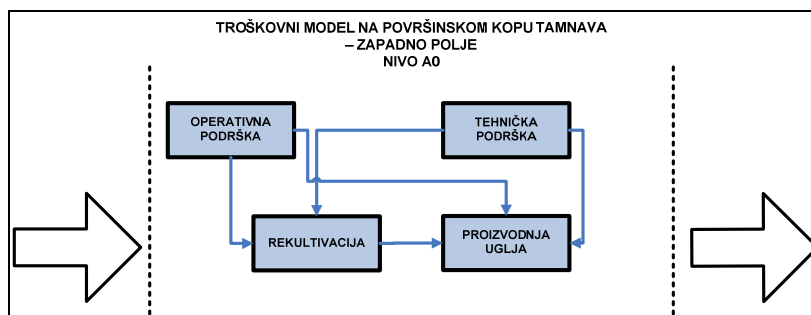 TROŠKOVNI MODEL NA POVRŠINSKOM KOPU TAMNAVA
– ZAPADNO POLJE
NIVO A0
OPERATIVNA
PODRŠKA
TEHNIČKA
PODRŠKA
REKULTIVACIJA
PROIZVODNJA
UGLJA